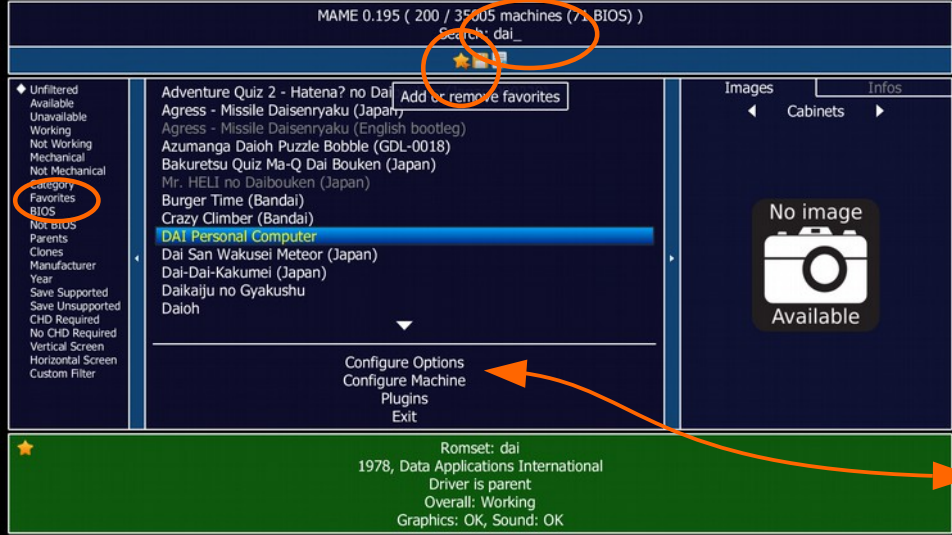 MAME 0.195 ( 200 / 35005 machines (71 BIOS) )
Search: dai_
Unfiltered
Available
Unavailable
Working
Not Working
Mechanical
Not Mechanical
Category
Favorites
BIOS
Not BIOS
Parents
Clones
Manufacturer
Year
Save Supported
Save Unsupported
CHD Required
No CHD Required
Vertical Screen
Horizontal Screen
Custom Filter
Adventure Quiz 2 - Hatena? no Dai
Add or remove favorites
Agress - Missile Daisenryaku (Japan)
Agress - Missile Daisenryaku (English bootleg)
Azumanga Daioh Puzzle Bobble (GDL-0018)
Bakuretsu Quiz Ma-Q Dai Bouken (Japan)
Mr. HELI no Daibouken (Japan)
Burger Time (Bandai)
Crazy Climber (Bandai)
DAI Personal Computer
Dai San Wakusei Meteor (Japan)
Dai-Dai-Kakumei (Japan)
Daikaiju no Gyakushu
Daioh
Configure Options
Configure Machine
Plugins
Exit
Images
Infos
Cabinets
No image
Available
Romset: dai
1978, Data Applications International
Driver is parent
Overall: Working
Graphics: OK, Sound: OK